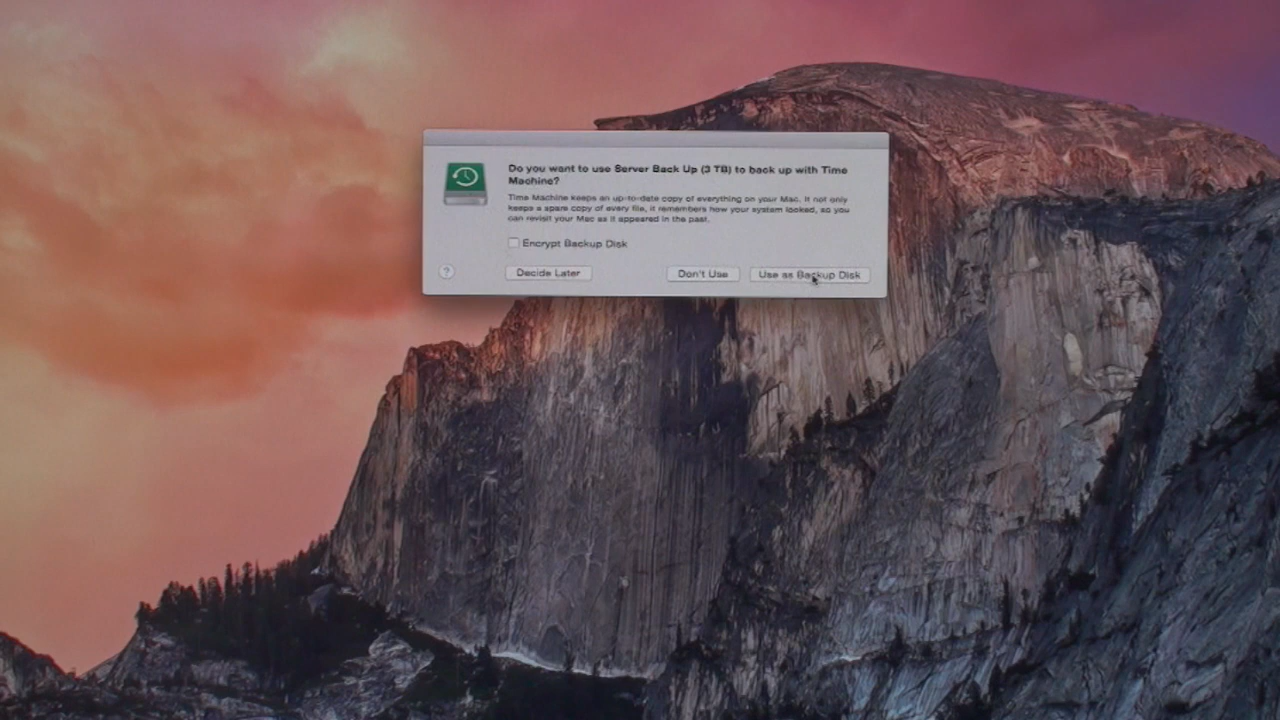 Do you want to use Server Back Up (3 TB) to back up with Time
Machine?
Time Machine keeps an up-to-date copy of everything on your Mac. It not only
keeps a spare copy of every file, it remembers how your system looked, so you
can revisit your Mac as it appeared in the past.
Encrypt Backup Disk
?
Decide Later
Don't Use
Use as Backup Disk